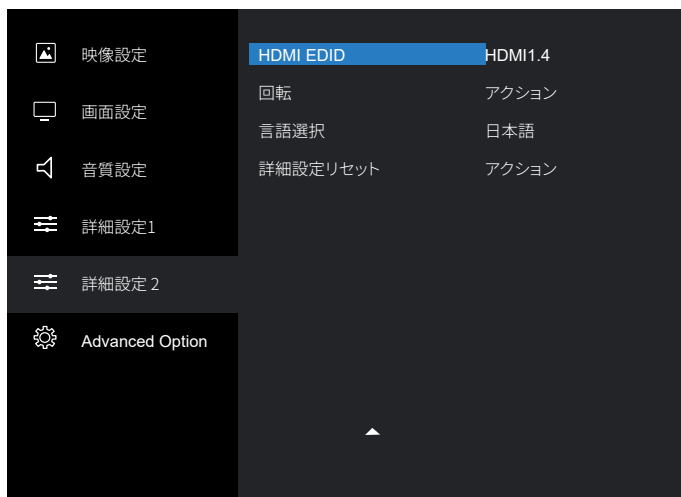 映像設定
画面設定
音質設定
詳細設定1
詳細設定 2
Advanced Option
HDMI EDID HDMI1.4
回転 アクション
言語選択 日本語
詳細設定リセット アクション